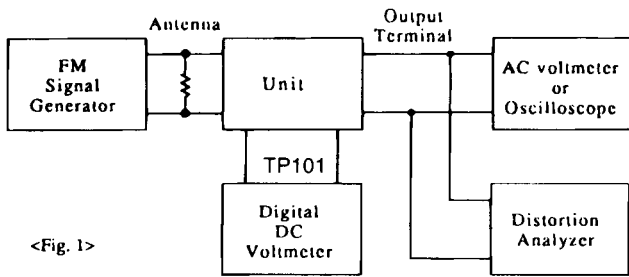 Antenna
Output
Terminal
FM
Signal
Generator
Unit
AC voltmeter
or
Oscilloscope
TP101
Digital
DC
Voltmeter
Distortion
Analyzer
<Fig. 1>